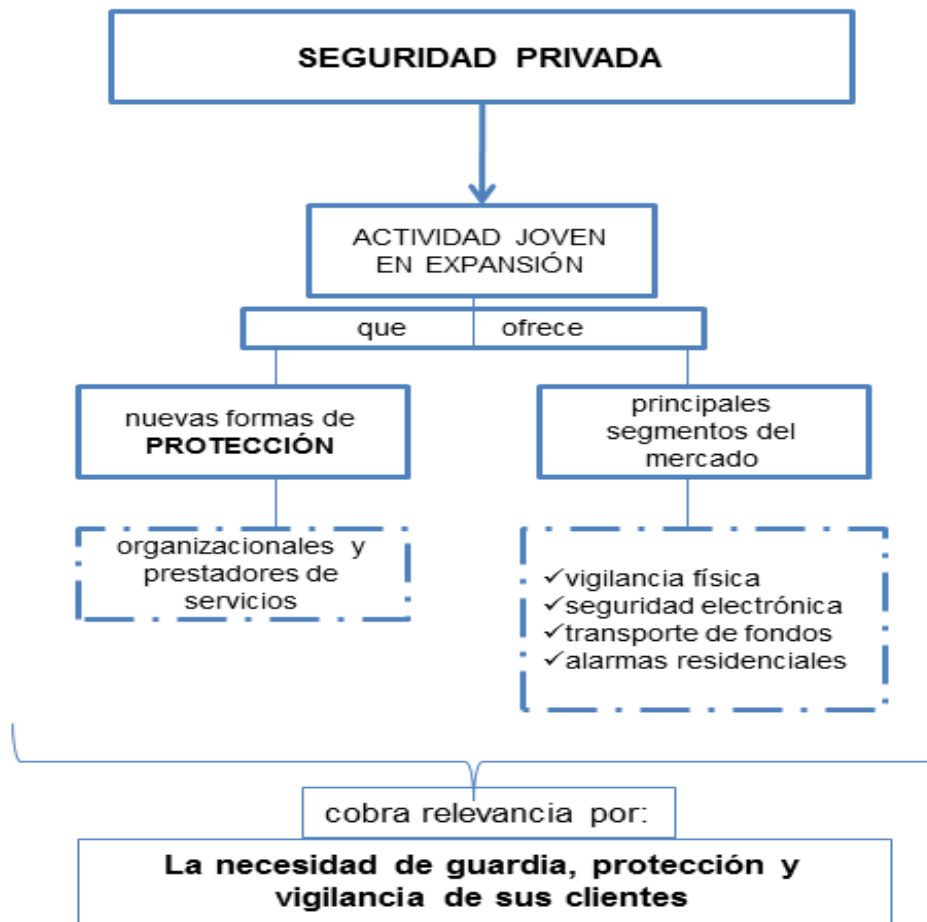 SEGURIDAD PRIVADA
ACTIVIDAD JOVEN
EN EXPANSIÓN
que ofrece
nuevas formas de
PROTECCIÓN
principales
segmentos del
mercado
organizacionales y
prestadores de
servicios
✓vigilancia física
✓seguridad electrónica
✓transporte de fondos
✓alarmas residenciales
cobra relevancia por:
La necesidad de guardia, protección y
vigilancia de sus clientes